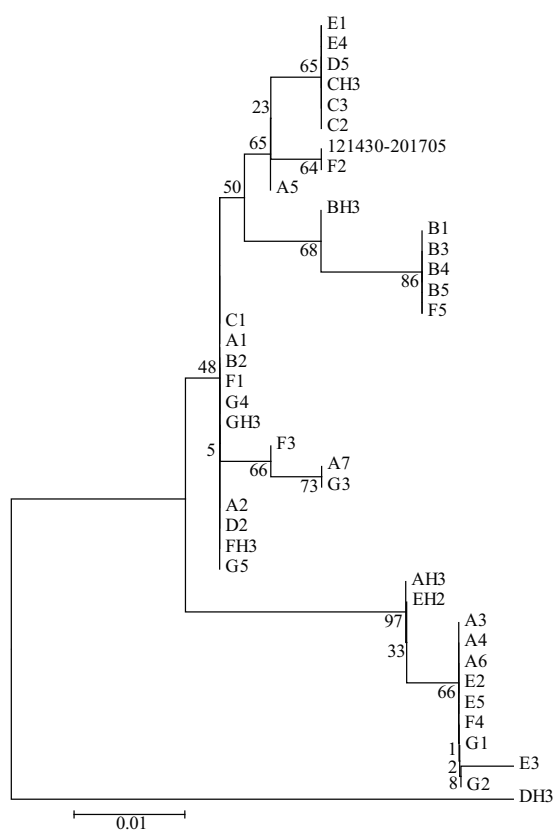 E1
E4
D5
65
CH3
C3
23
C2
65
121430-201705
64
F2
50
A5
BH3
B1
68
B3
B4
86
B5
F5
C1
A1
48
B2
F1
G4
GH3
5
F3
66
A7
73
G3
A2
D2
FH3
G5
AH3
EH2
97
A3
A4
33
A6
E2
66
E5
F4
G1
1
2
E3
8
G2
DH3
0.01